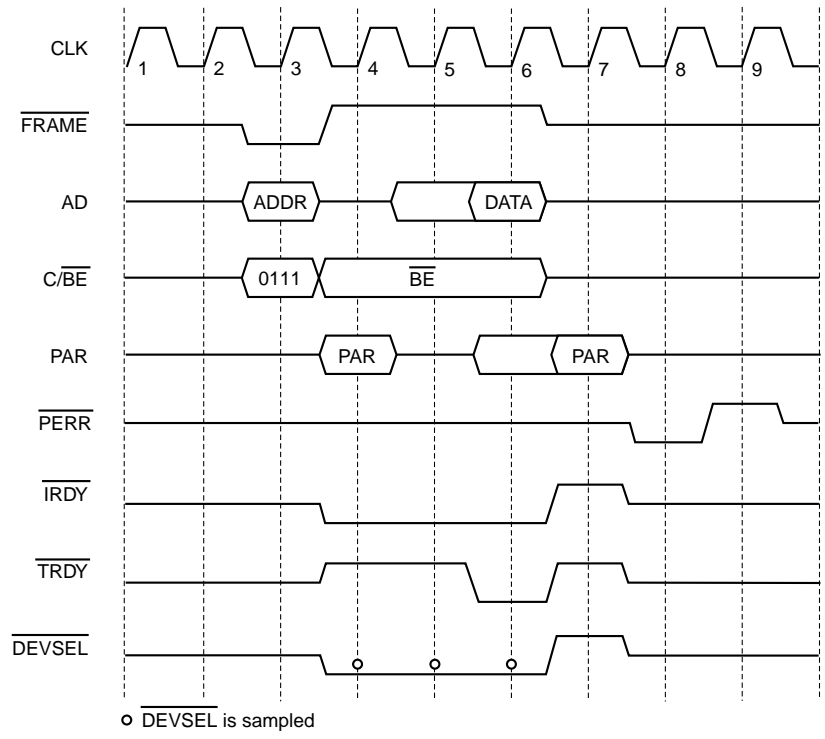 CLK
1 2 3 4 5 6 7 8 9
FRAME
AD
ADDR DATA
C/BE
0111 BE
PAR
PAR PAR
PERR
IRDY
TRDY
DEVSEL
DEVSEL is sampled